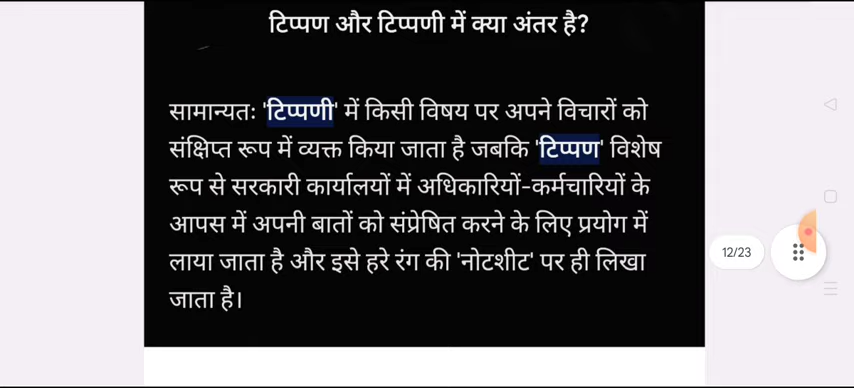 टिप्पण और टिप्पणी में क्या अंतर है?
सामान्यतः 'टिप्पणी' में किसी विषय पर अपने विचारों को
संक्षिप्त रूप में व्यक्त किया जाता है जबकि 'टिप्पण' विशेष
रूप से सरकारी कार्यालयों में अधिकारियों-कर्मचारियों के
आपस में अपनी बातों को संप्रेषित करने के लिए प्रयोग में
लाया जाता है और इसे हरे रंग की 'नोटशीट' पर ही लिखा
12/23
जाता है।